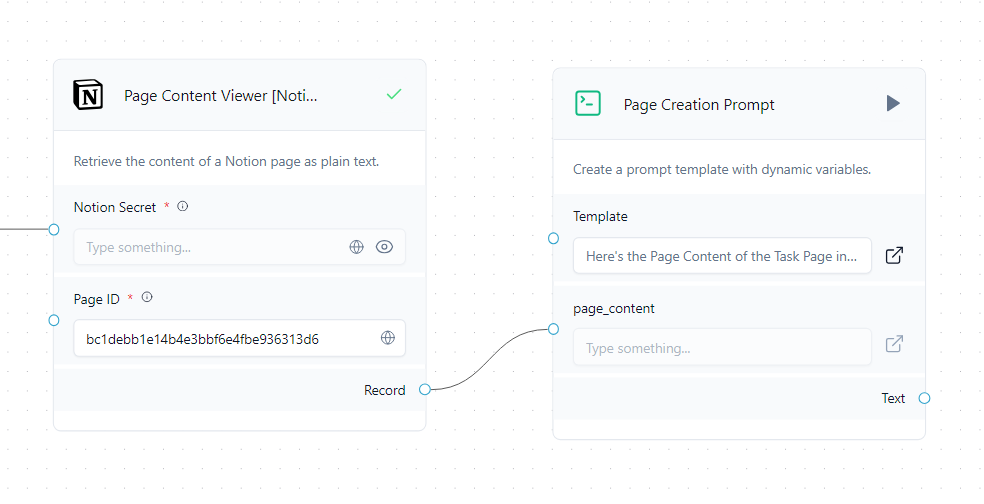 Page Content Viewer [Noti...
Retrieve the content of a Notion page as plain text.
Notion Secret *
Type something...
Page ID *
bc1debb1e14b4e3bbf6e4fbe936313d6
Record
Page Creation Prompt
Create a prompt template with dynamic variables.
Template
Here's the Page Content of the Task Page in...
page_content
Type something...
Text